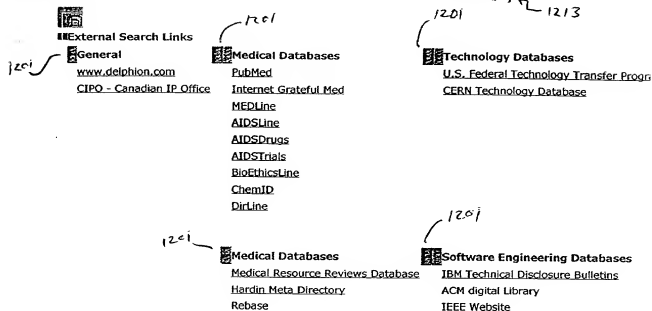 1213
External Search Links
1201
1201
1201
General
www.delphion.com
CIPO - Canadian IP Office
Medical Databases
PubMed
Internet Grateful Med
MEDLine
AIDSLine
AIDSDrugs
AIDSTrials
BioEthicsLine
ChemID
DirLine
Technology Databases
U.S. Federal Technology Transfer Progra
CERN Technology Database
1201
1201
Medical Databases
Medical Resource Reviews Database
Hardin Meta Directory
Rebase
Software Engineering Databases
IBM Technical Disclosure Bulletins
ACM digital Library
IEEE Website